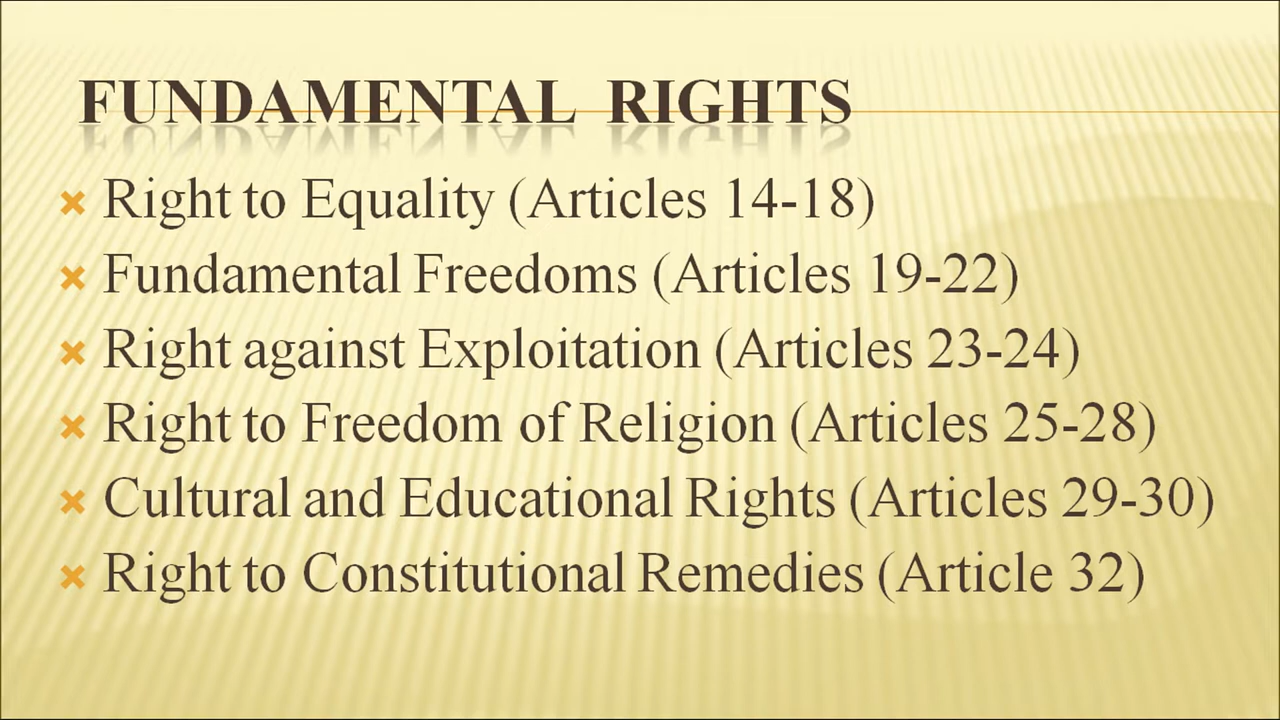 FUNDAMENTAL RIGHTS
Right to Equality (Articles 14-18)
Fundamental Freedoms (Articles 19-22)
Right against Exploitation (Articles 23-24)
Right to Freedom of Religion (Articles 25-28)
Cultural and Educational Rights (Articles 29-30)
Right to Constitutional Remedies (Article 32)